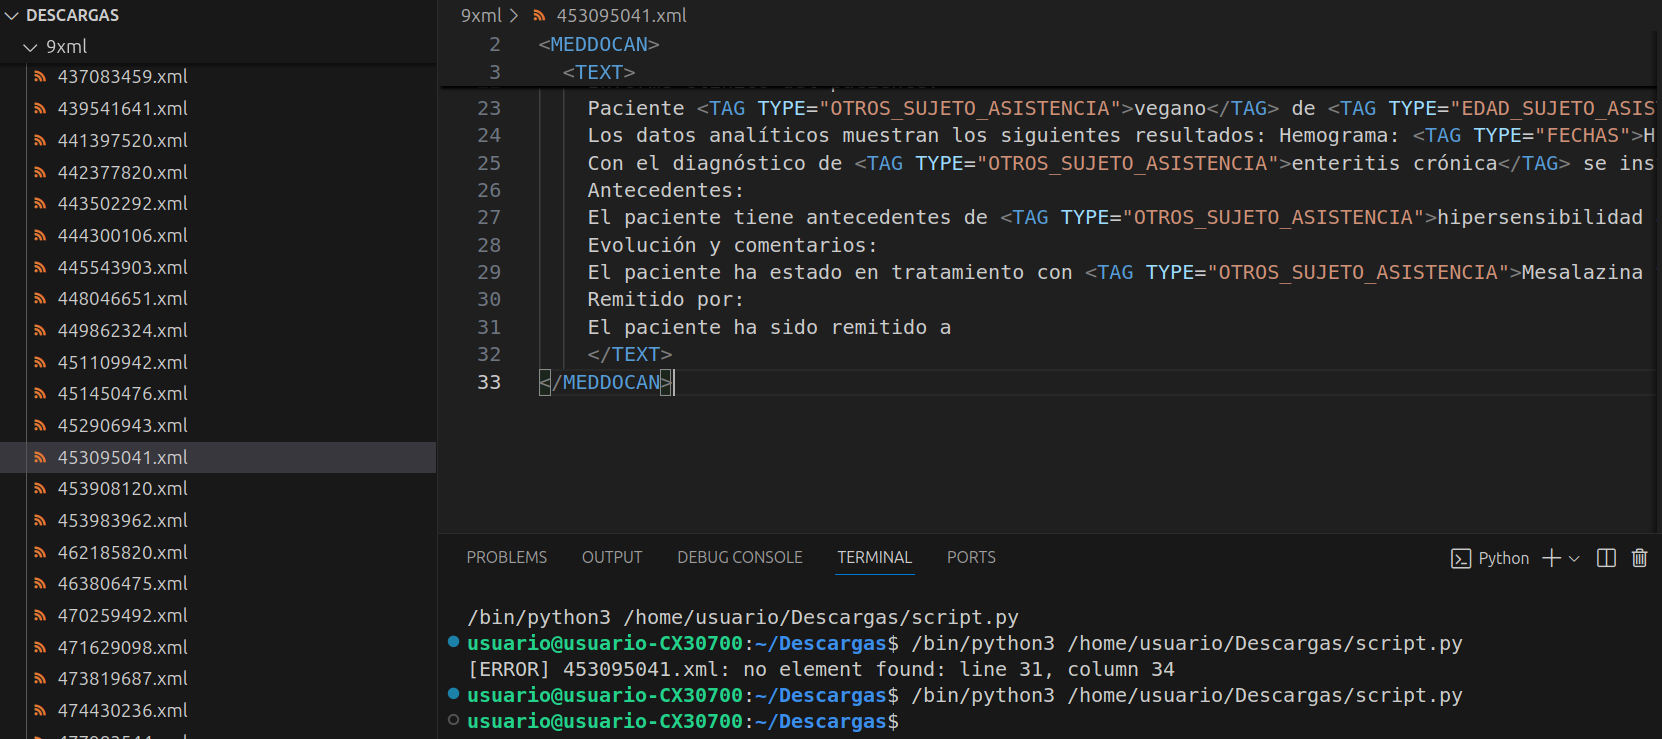 DESCARGAS
9xml
437083459.xml
439541641.xml
441397520.xml
442377820.xml
443502292.xml
444300106.xml
445543903.xml
448046651.xml
449862324.xml
451109942.xml
451450476.xml
452906943.xml
453095041.xml
453908120.xml
453983962.xml
462185820.xml
463806475.xml
470259492.xml
471629098.xml
473819687.xml
474430236.xml
9xml > 453095041.xml
2 <MEDDOCAN>
3 <TEXT>
23 Paciente <TAG TYPE="OTROS_SUJETO_ASISTENCIA">vegano</TAG> de <TAG TYPE="EDAD_SUJETO_ASIS
24 Los datos analíticos muestran los siguientes resultados: Hemograma: <TAG TYPE="FECHAS">H
25 Con el diagnóstico de <TAG TYPE="OTROS_SUJETO_ASISTENCIA">enteritis crónica</TAG> se ins
26 Antecedentes:
27 El paciente tiene antecedentes de <TAG TYPE="OTROS_SUJETO_ASISTENCIA">hipersensibilidad
28 Evolución y comentarios:
29 El paciente ha estado en tratamiento con <TAG TYPE="OTROS_SUJETO_ASISTENCIA">Mesalazina
30 Remitido por:
31 El paciente ha sido remitido a
32 </TEXT>
33 </MEDDOCAN>
PROBLEMS OUTPUT DEBUG CONSOLE TERMINAL PORTS
Python
/bin/python3 /home/usuario/Descargas/script.py
usuario@usuario-CX30700:~/Descargas$ /bin/python3 /home/usuario/Descargas/script.py
[ERROR] 453095041.xml: no element found: line 31, column 34
usuario@usuario-CX30700:~/Descargas$ /bin/python3 /home/usuario/Descargas/script.py
usuario@usuario-CX30700:~/Descargas$